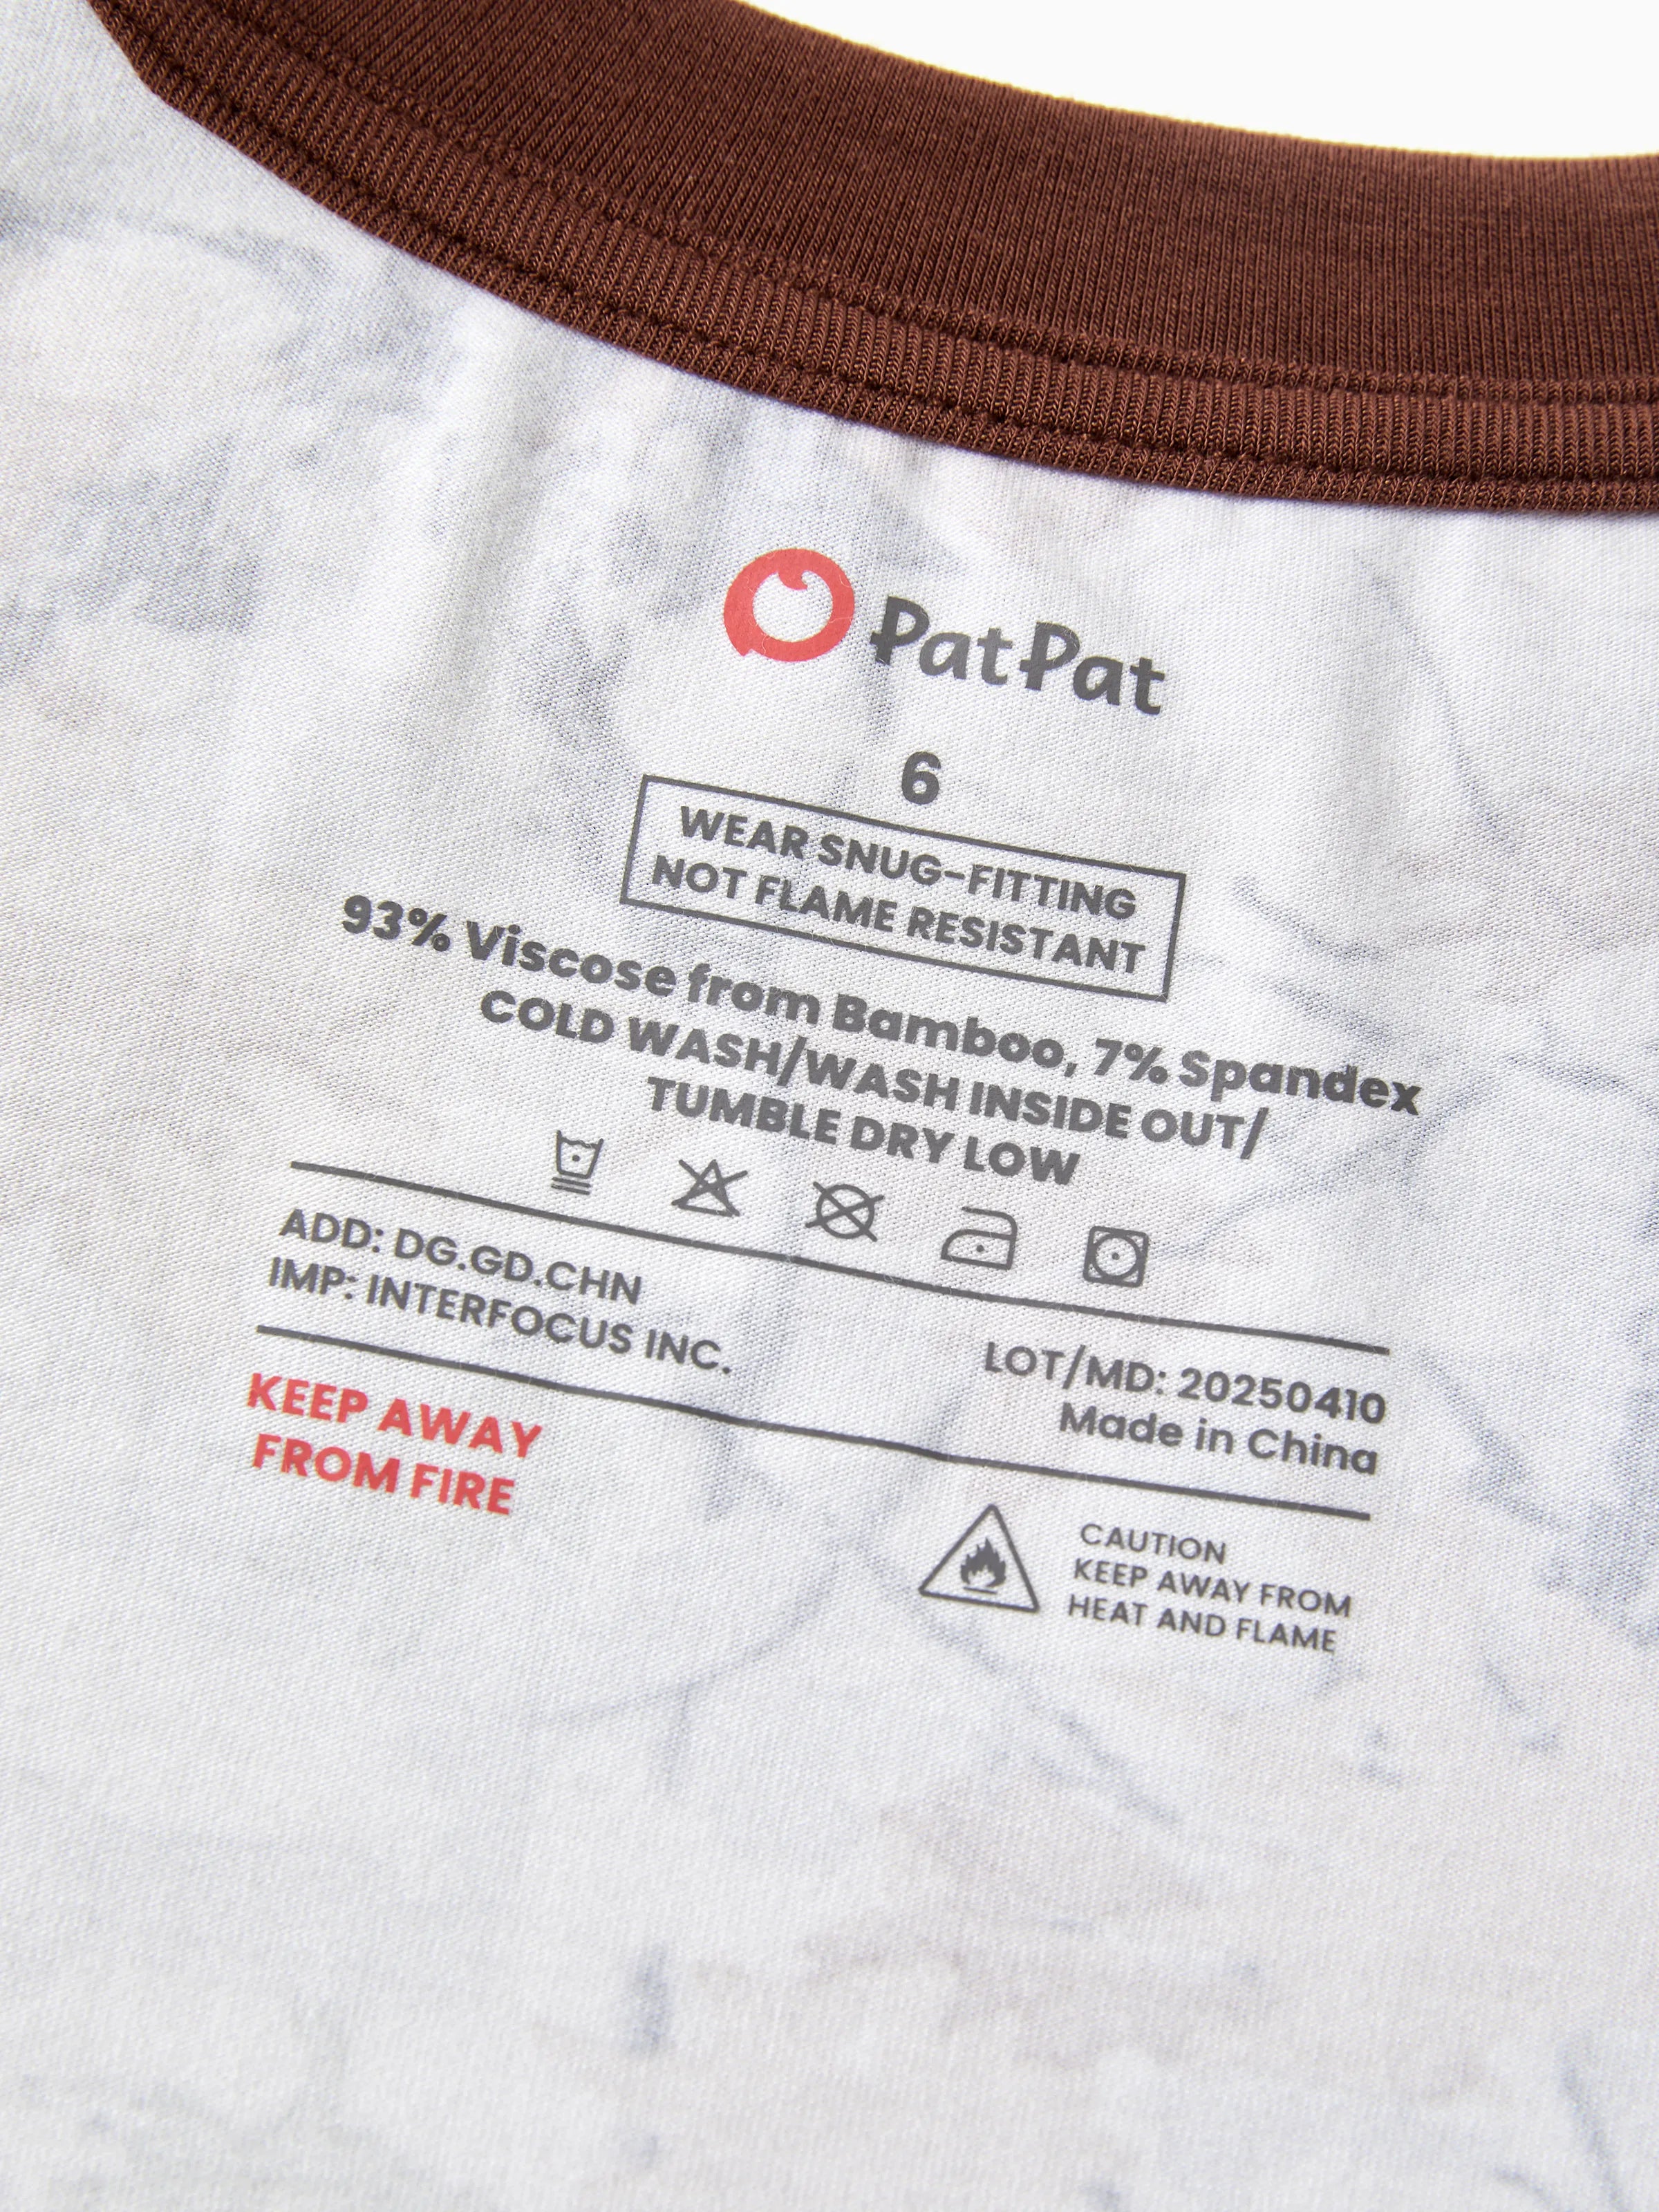 PatPat
6
WEAR SNUG-FITTING
NOT FLAME RESISTANT
93% Viscose from Bamboo, 7% Spandex
COLD WASH/WASH INSIDE OUT/
TUMBLE DRY LOW
ADD: DG.GD.CHN
IMP: INTERFOCUS INC.
LOT/MD: 20250410
Made in China
KEEP AWAY
FROM FIRE
CAUTION
KEEP AWAY FROM
HEAT AND FLAME